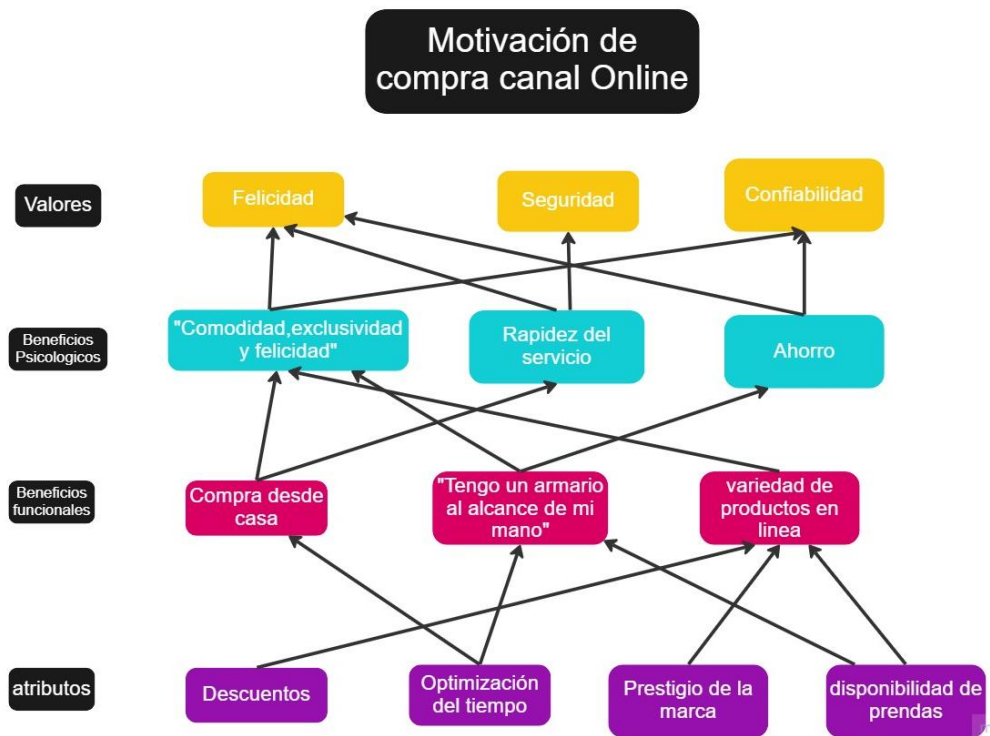 Motivación de
compra canal Online
Valores
Felicidad
Seguridad
Confiabilidad
Beneficios
Psicologicos
"Comodidad,exclusividad
y felicidad"
Rapidez del
servicio
Ahorro
Beneficios
funcionales
Compra desde
casa
"Tengo un armario
al alcance de mi
mano"
variedad de
productos en
linea
atributos
Descuentos
Optimización
del tiempo
Prestigio de la
marca
disponibilidad de
prendas